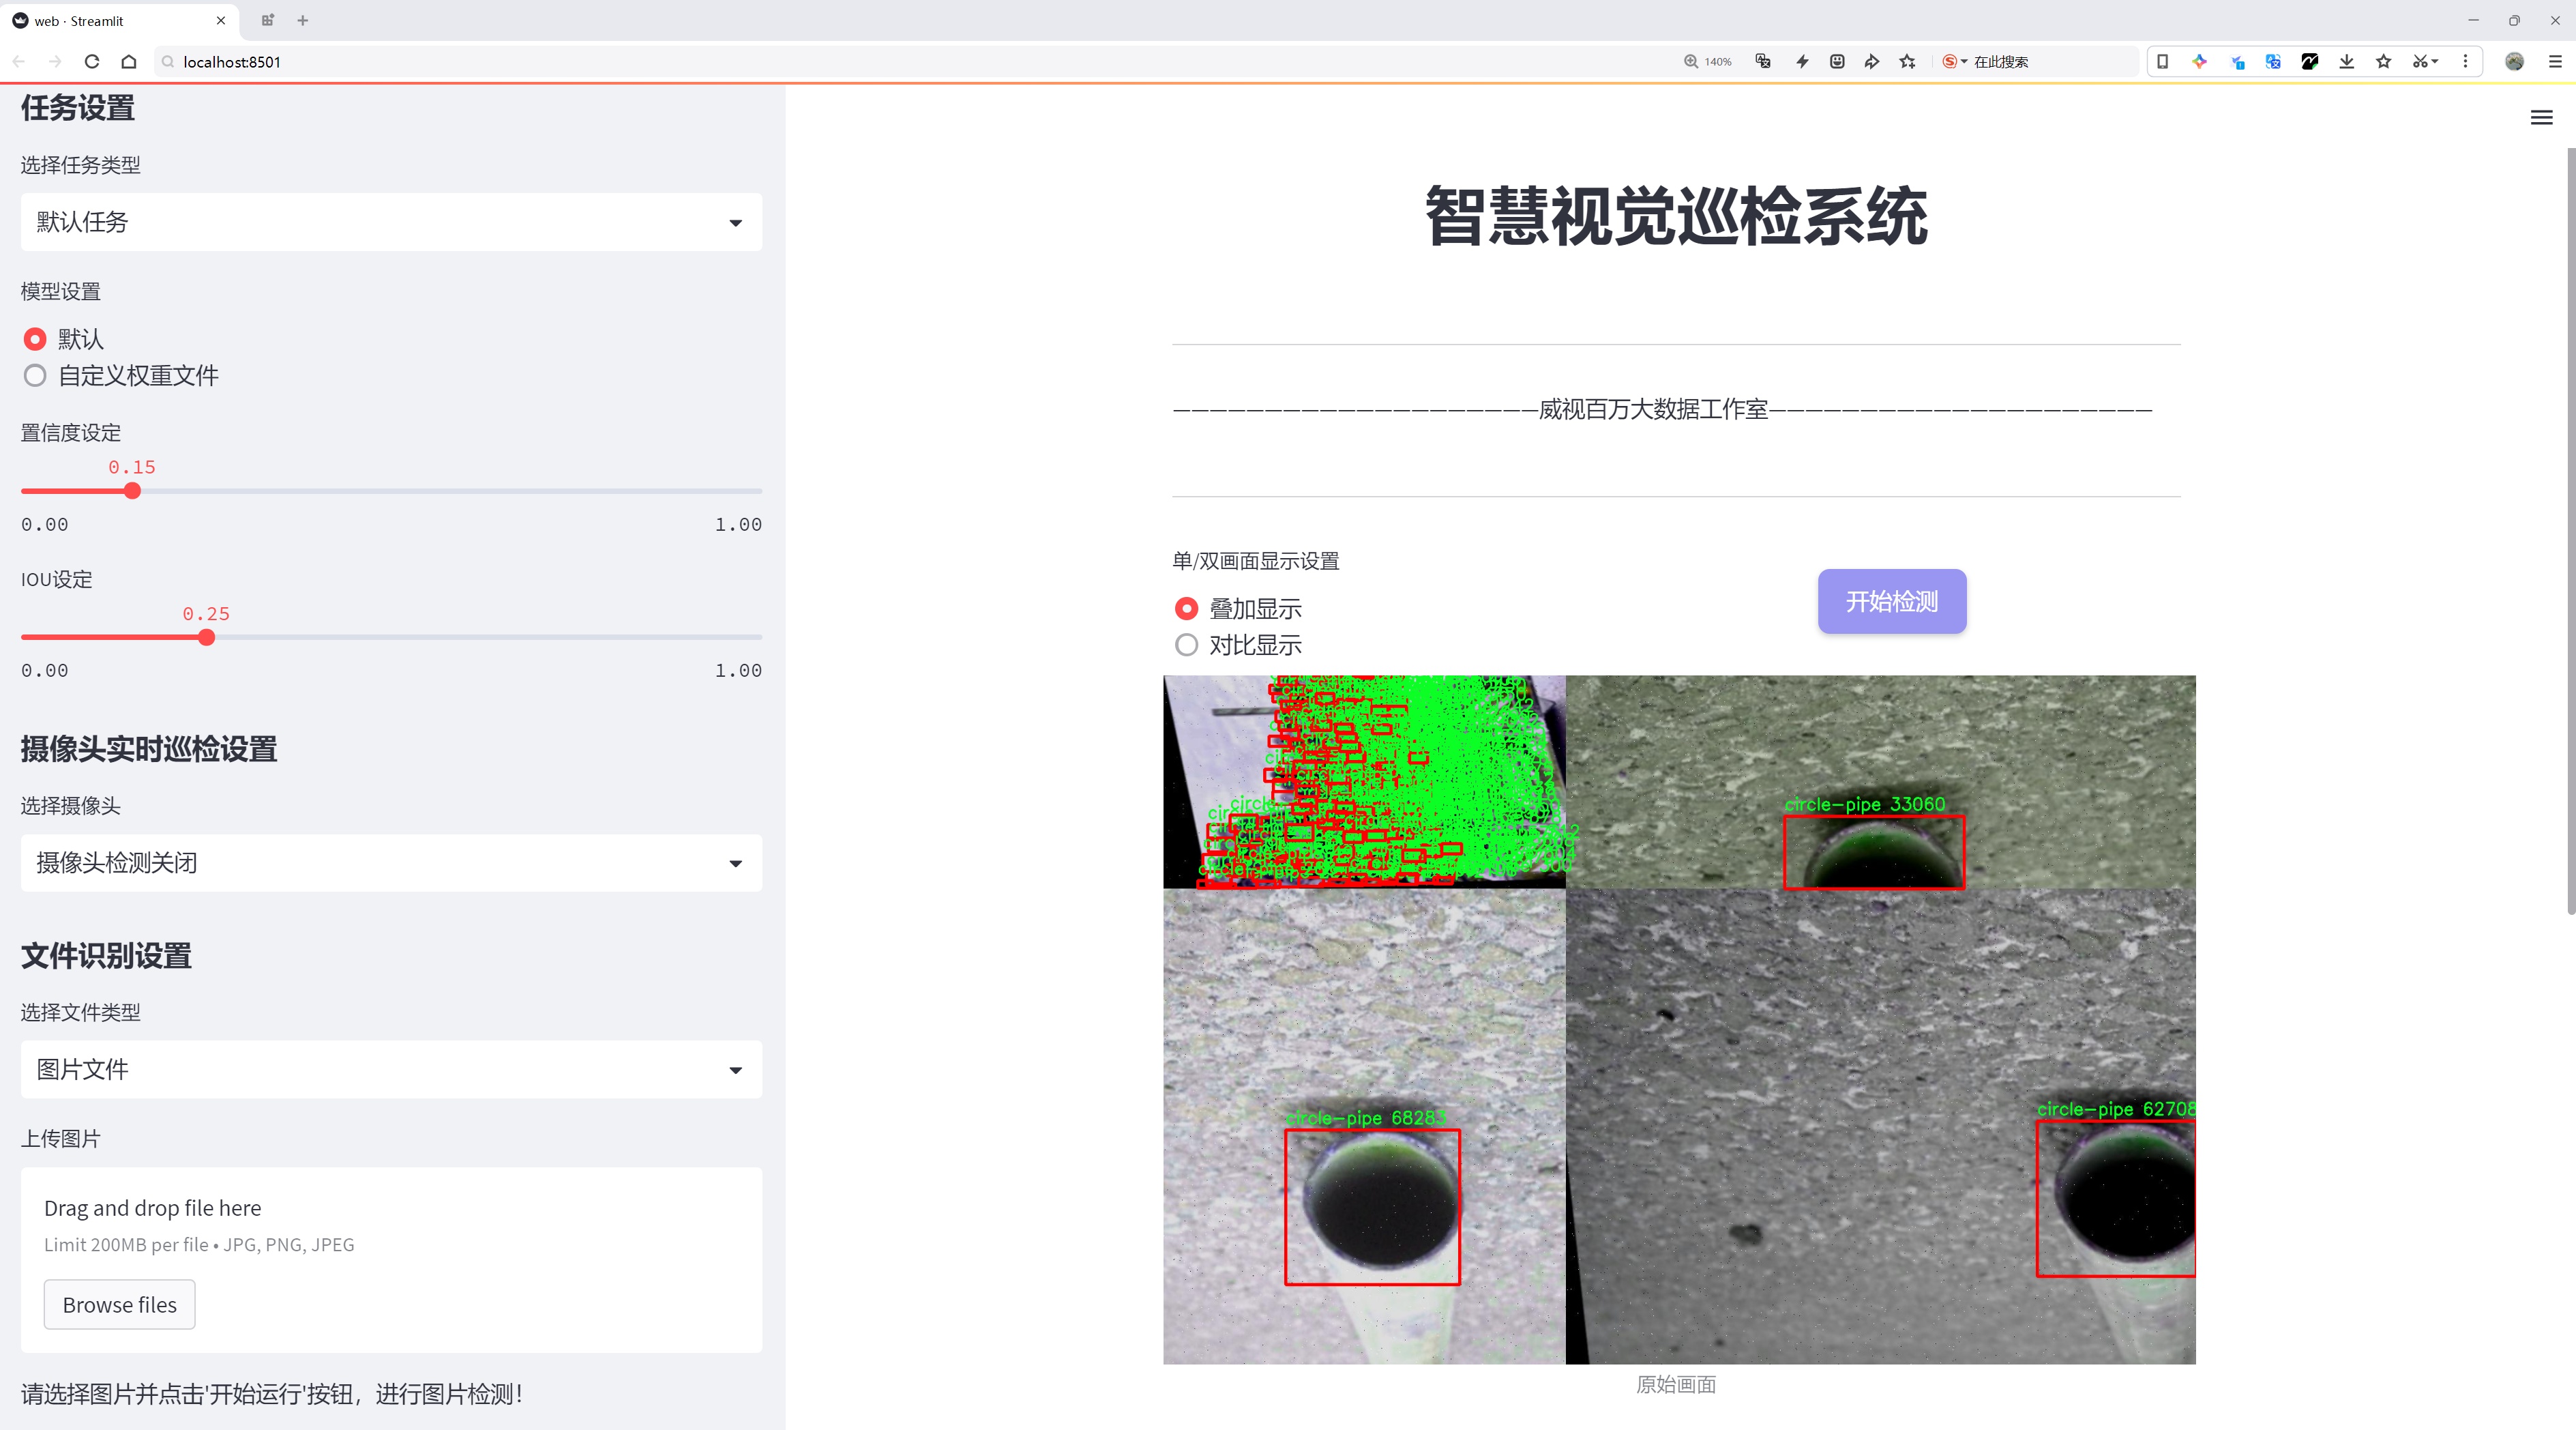 web · Streamlit
localhost:8501
140%
在此搜索
任务设置
选择任务类型
默认任务
模型设置
默认
自定义权重文件
置信度设定
0.15
0.00 1.00
IOU设定
0.25
0.00 1.00
摄像头实时巡检设置
选择摄像头
摄像头检测关闭
文件识别设置
选择文件类型
图片文件
上传图片
Drag and drop file here
Limit 200MB per file • JPG, PNG, JPEG
Browse files
请选择图片并点击'开始运行'按钮，进行图片检测！
智慧视觉巡检系统
————————————————————威视百万大数据工作室—————————————————————
单/双画面显示设置
叠加显示
对比显示
开始检测
circle-pipe 33060
circle-pipe 68283
circle-pipe 62708
原始画面